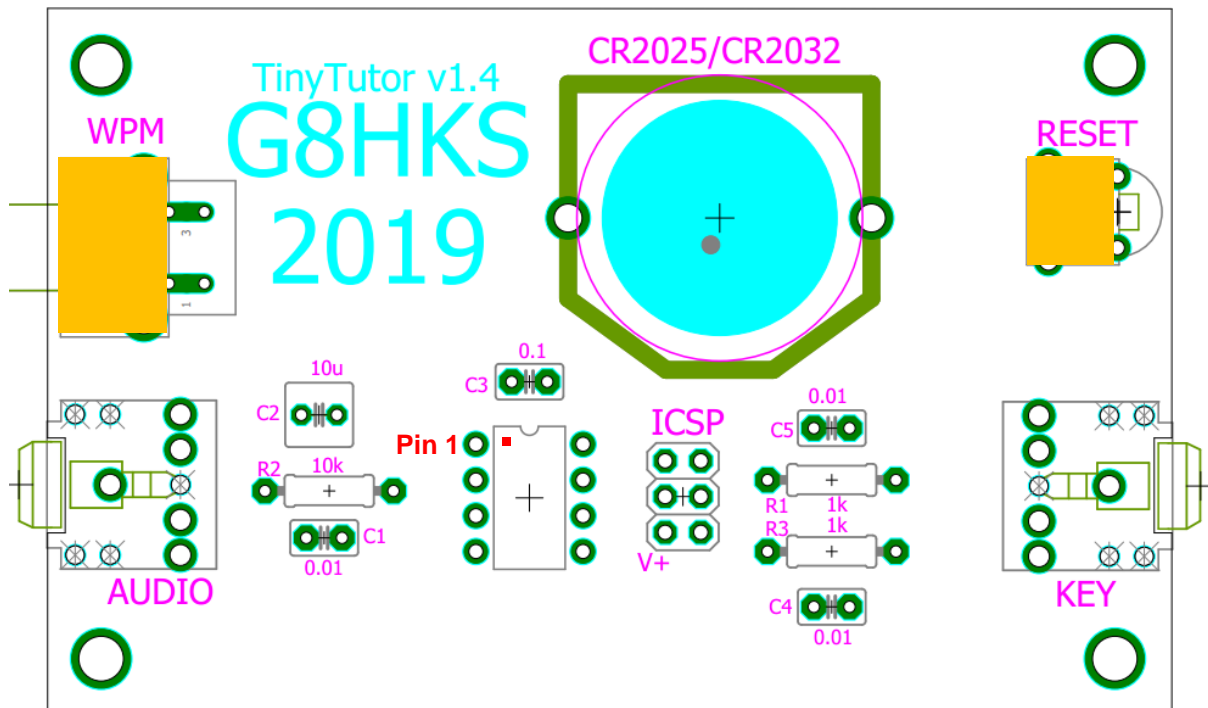 CR2025/CR2032
TinyTutor v1.4
G8HKS
2019
WPM
RESET
3
1
0.1
C3
10u
C2
0.01
C5
ICSP
Pin 1
R2
10k
R1
1k
R3
1k
C1
0.01
V+
AUDIO
KEY
C4
0.01